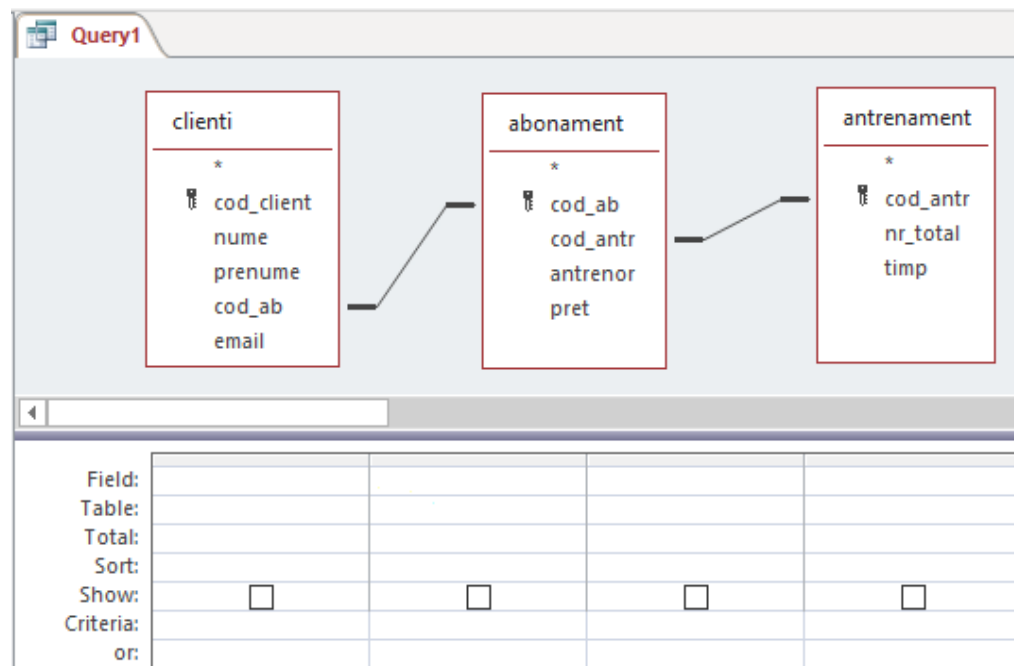 Query1
clienti
*
cod_client
nume
prenume
cod_ab
email
abonament
*
cod_ab
cod_antr
antrenor
pret
antrenament
*
cod_antr
nr_total
timp
Field:
Table:
Total:
Sort:
Show:
Criteria:
or: